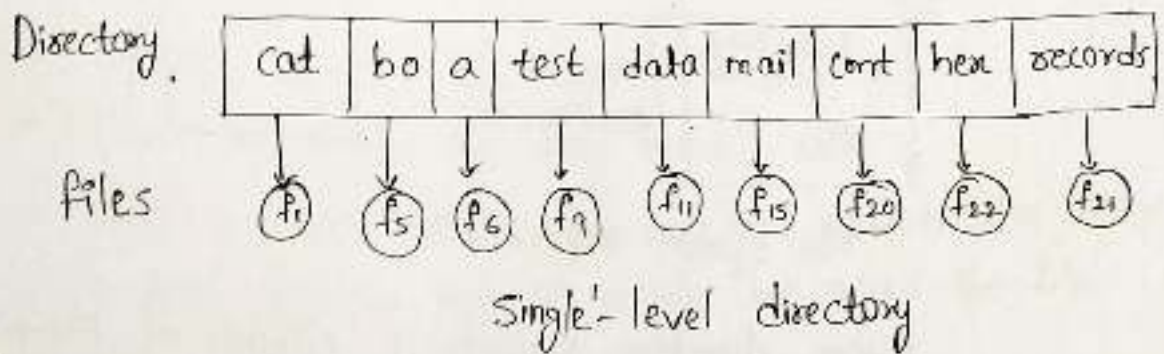 Directory.
cat bo a test data mail cont hex records
files
f1 f5 f6 f9 f11 f15 f20 f22 f21
Single-level directory